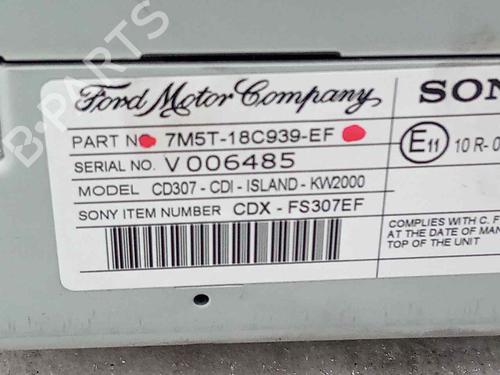 B-PARTS
Ford Motor Company
SON
PART NO 7M5T-18C939-EF
SERIAL NO. V006485
E11 10 R-0
MODEL CD307 - CDI - ISLAND - KW2000
SONY ITEM NUMBER CDX - FS307EF
COMPLIES WITH C. F
AT THE DATE OF MAN
TOP OF THE UNIT